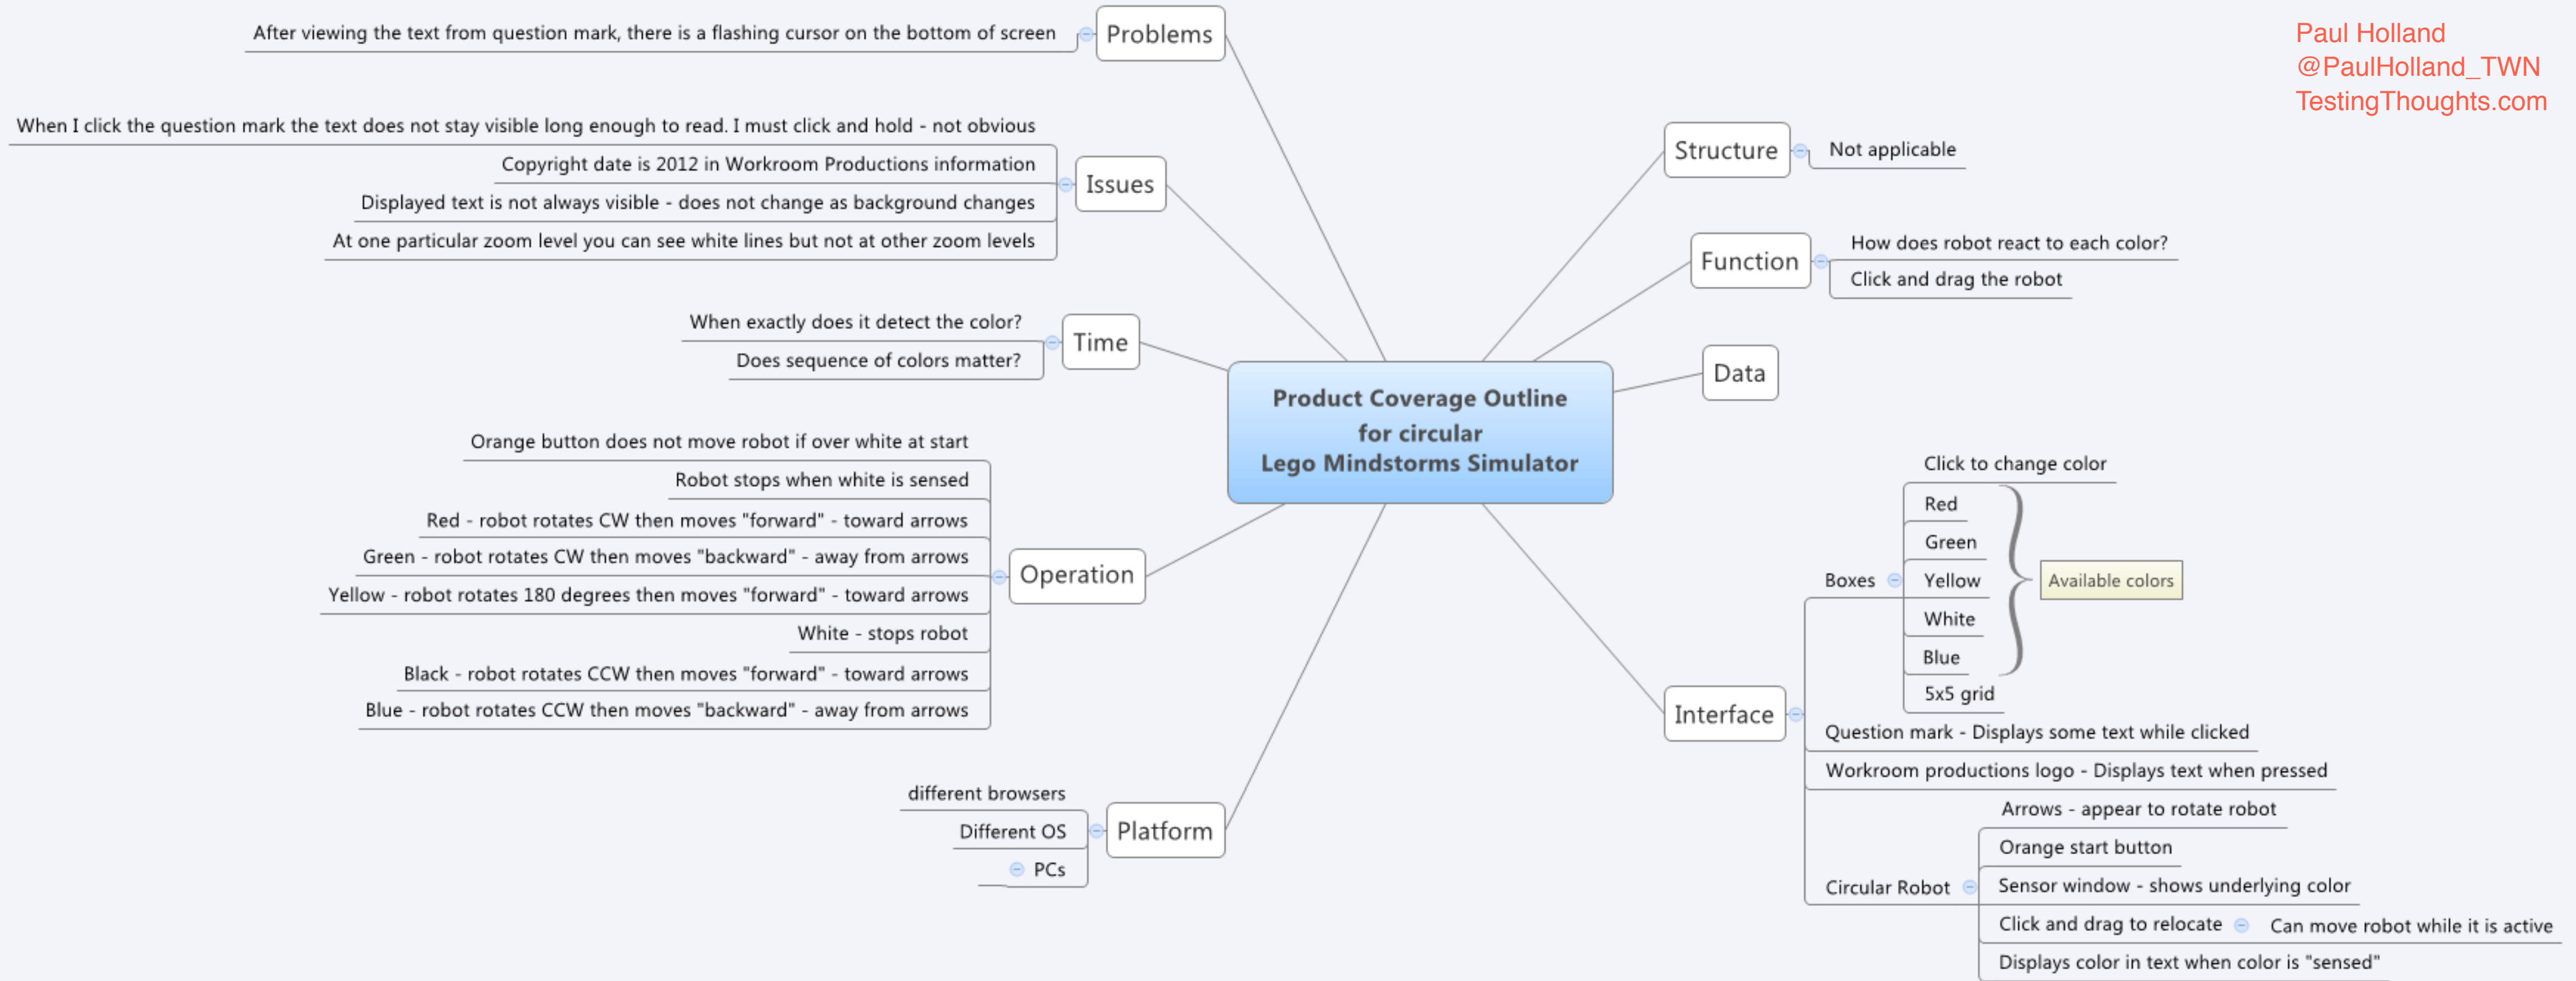 Paul Holland
@PaulHolland_TWN
TestingThoughts.com
Product Coverage Outline
for circular
Lego Mindstorms Simulator
Problems
After viewing the text from question mark, there is a flashing cursor on the bottom of screen
Issues
When I click the question mark the text does not stay visible long enough to read. I must click and hold - not obvious
Copyright date is 2012 in Workroom Productions information
Displayed text is not always visible - does not change as background changes
At one particular zoom level you can see white lines but not at other zoom levels
Time
When exactly does it detect the color?
Does sequence of colors matter?
Operation
Orange button does not move robot if over white at start
Robot stops when white is sensed
Red - robot rotates CW then moves "forward" - toward arrows
Green - robot rotates CW then moves "backward" - away from arrows
Yellow - robot rotates 180 degrees then moves "forward" - toward arrows
White - stops robot
Black - robot rotates CCW then moves "forward" - toward arrows
Blue - robot rotates CCW then moves "backward" - away from arrows
Platform
different browsers
Different OS
PCs
Structure
Not applicable
Function
How does robot react to each color?
Click and drag the robot
Data
Interface
Boxes
Click to change color
Red
Green
Yellow
White
Blue
Available colors
5x5 grid
Question mark - Displays some text while clicked
Workroom productions logo - Displays text when pressed
Circular Robot
Arrows - appear to rotate robot
Orange start button
Sensor window - shows underlying color
Click and drag to relocate
Can move robot while it is active
Displays color in text when color is "sensed"